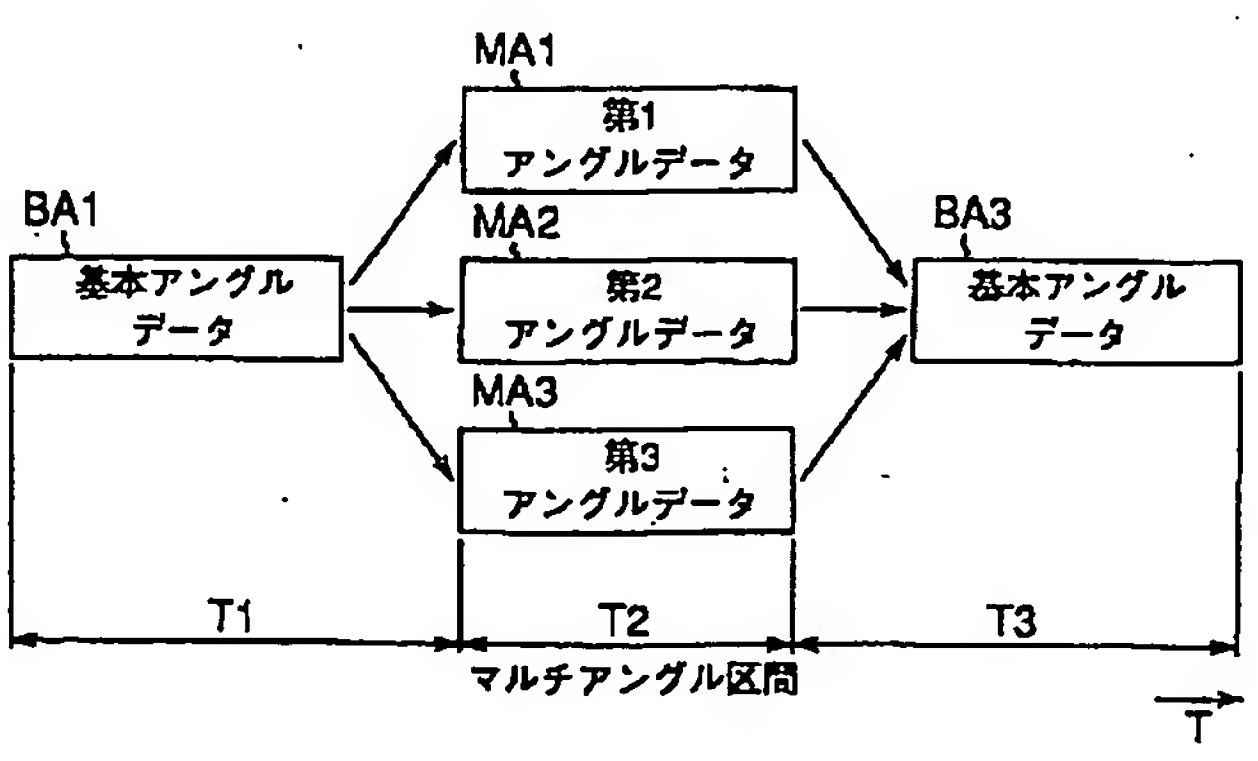 MA1
第1
アングルデータ
BA1
基本アングル
データ
MA2
第2
アングルデータ
BA3
基本アングル
データ
MA3
第3
アングルデータ
T1
T2
T3
マルチアングル区間
T